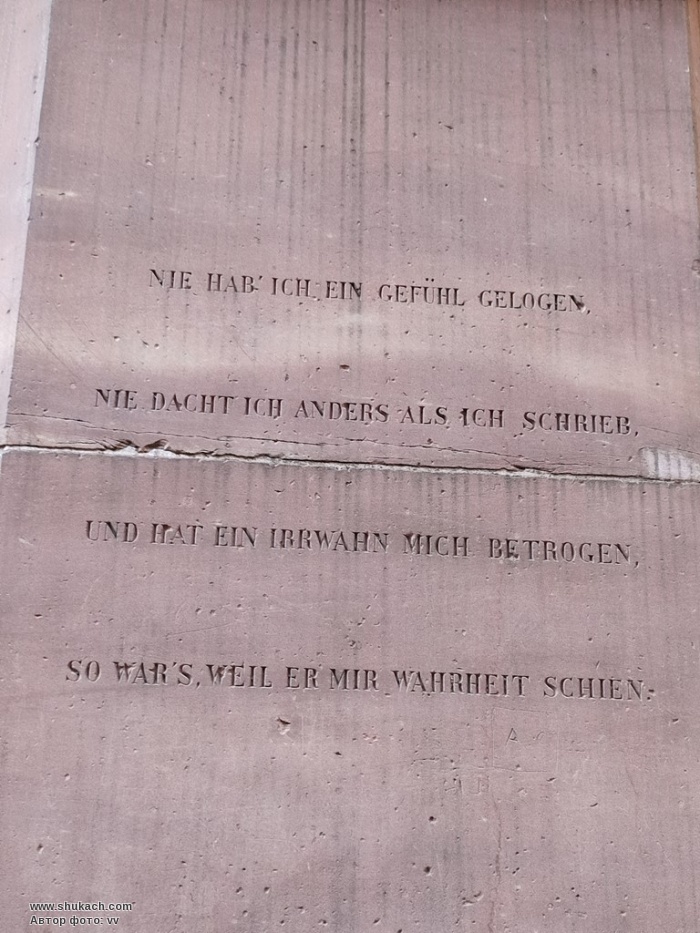 NIE HAB' ICH EIN GEFÜHL GELOGEN,
NIE DACHT ICH ANDERS ALS ICH SCHRIEB,
UND HAT EIN IRRWAHN MICH BETROGEN,
SO WAR'S, WEIL ER MIR WAHRHEIT SCHIEN.
www.shukach.com
Автор фото: vv